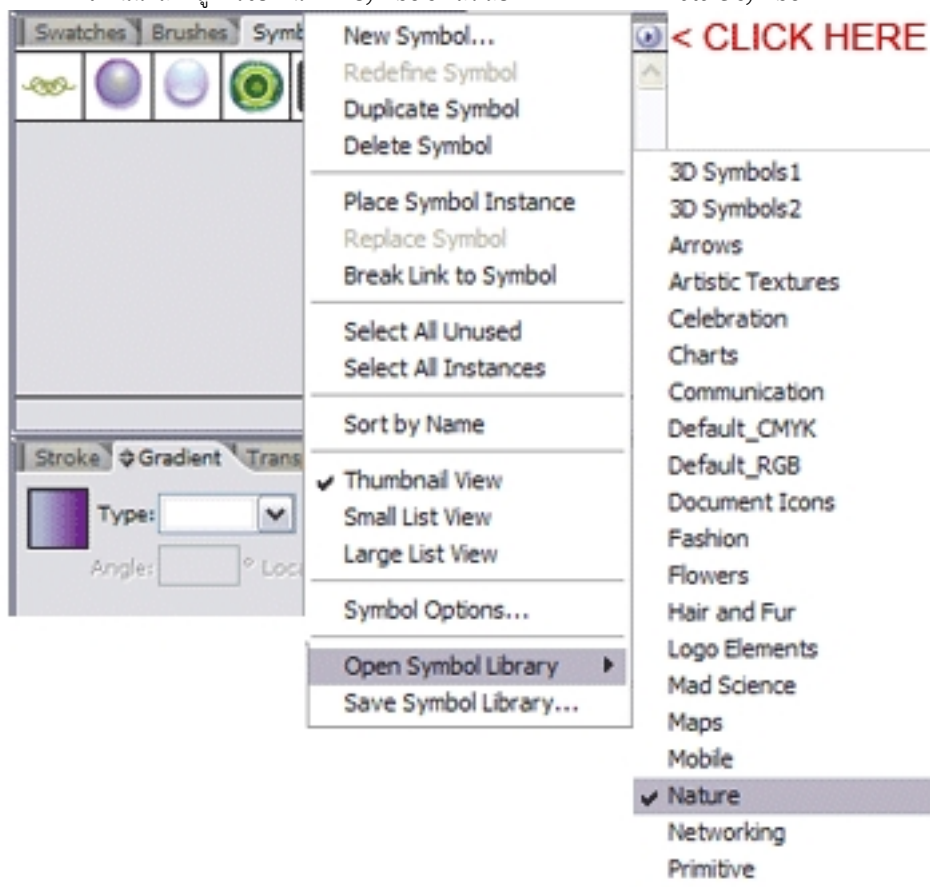 Swatches Brushes Symb
< CLICK HERE
New Symbol...
Redefine Symbol
Duplicate Symbol
Delete Symbol
Place Symbol Instance
Replace Symbol
Break Link to Symbol
Select All Unused
Select All Instances
Sort by Name
Thumbnail View
Small List View
Large List View
Symbol Options...
Open Symbol Library
Save Symbol Library...
Stroke Gradient Trans
Type:
Angle: ° Loca
3D Symbols1
3D Symbols2
Arrows
Artistic Textures
Celebration
Charts
Communication
Default_CMYK
Default_RGB
Document Icons
Fashion
Flowers
Hair and Fur
Logo Elements
Mad Science
Maps
Mobile
Nature
Networking
Primitive